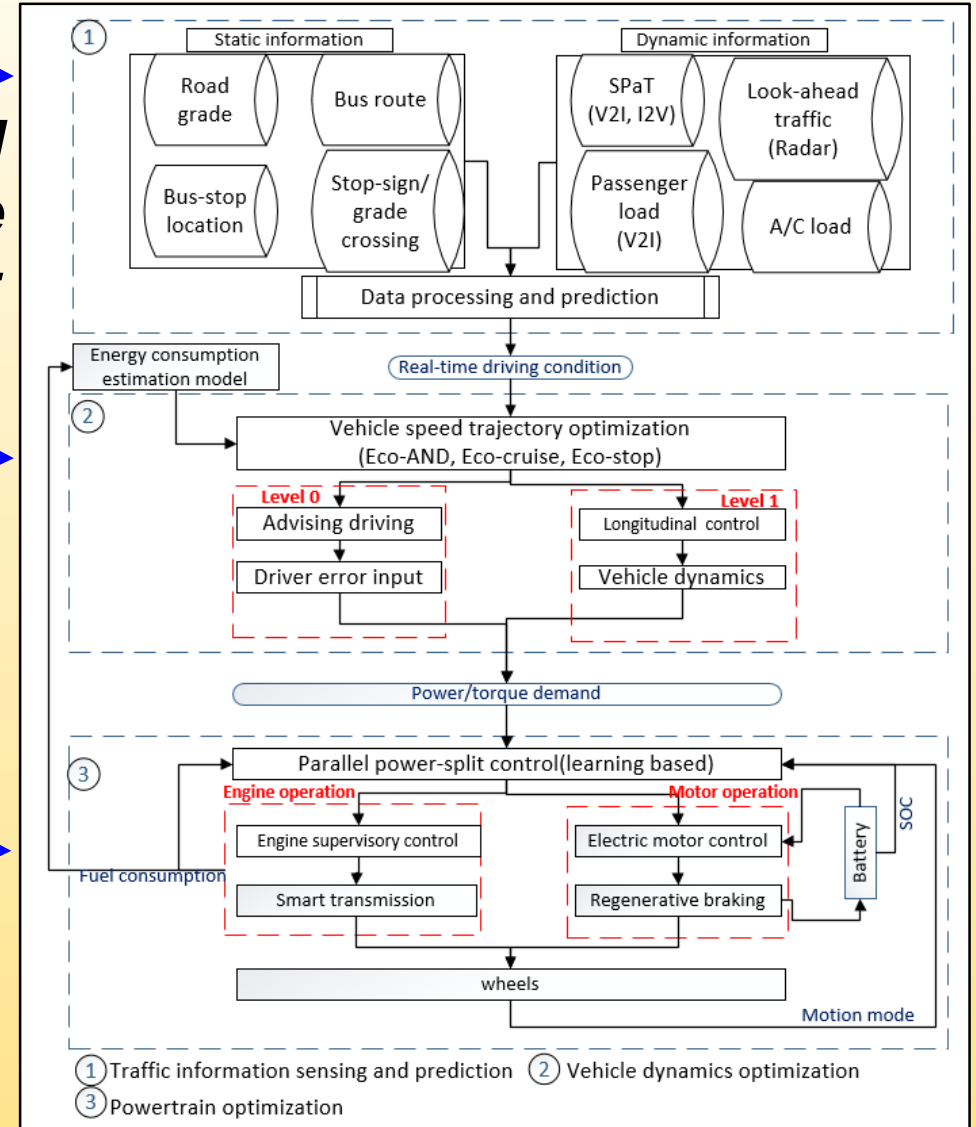 1
Static information
Dynamic information
Road
grade
Bus route
SPaT
(V2I, I2V)
Look-ahead
traffic
(Radar)
Bus-stop
location
Stop-sign/
grade
crossing
Passenger
load
(V2I)
A/C load
Data processing and prediction
Energy consumption
estimation model
Real-time driving condition
2
Vehicle speed trajectory optimization
(Eco-AND, Eco-cruise, Eco-stop)
Level 0
Level 1
Advising driving
Longitudinal control
Driver error input
Vehicle dynamics
Power/torque demand
3
Parallel power-split control(learning based)
Engine operation
Motor operation
Engine supervisory control
Electric motor control
Battery
SOC
Fuel consumption
Smart transmission
Regenerative braking
wheels
Motion mode
1 Traffic information sensing and prediction 2 Vehicle dynamics optimization
3 Powertrain optimization